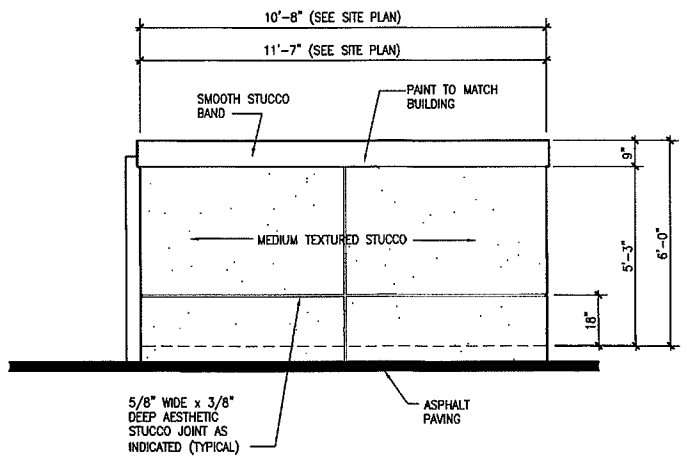 10'-8" (SEE SITE PLAN)
11'-7" (SEE SITE PLAN)
SMOOTH STUCCO
BAND
PAINT TO MATCH
BUILDING
9"
MEDIUM TEXTURED STUCCO
5'-3"
6'-0"
18"
5/8" WIDE x 3/8"
DEEP AESTHETIC
STUCCO JOINT AS
INDICATED (TYPICAL)
ASPHALT
PAVING